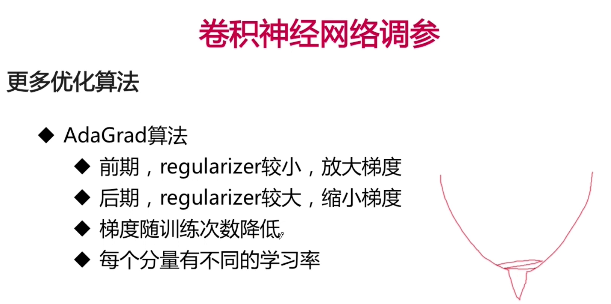 卷积神经网络调参
更多优化算法
◆ AdaGrad算法
◆ 前期，regularizer较小，放大梯度
◆ 后期，regularizer较大，缩小梯度
◆ 梯度随训练次数降低
◆ 每个分量有不同的学习率